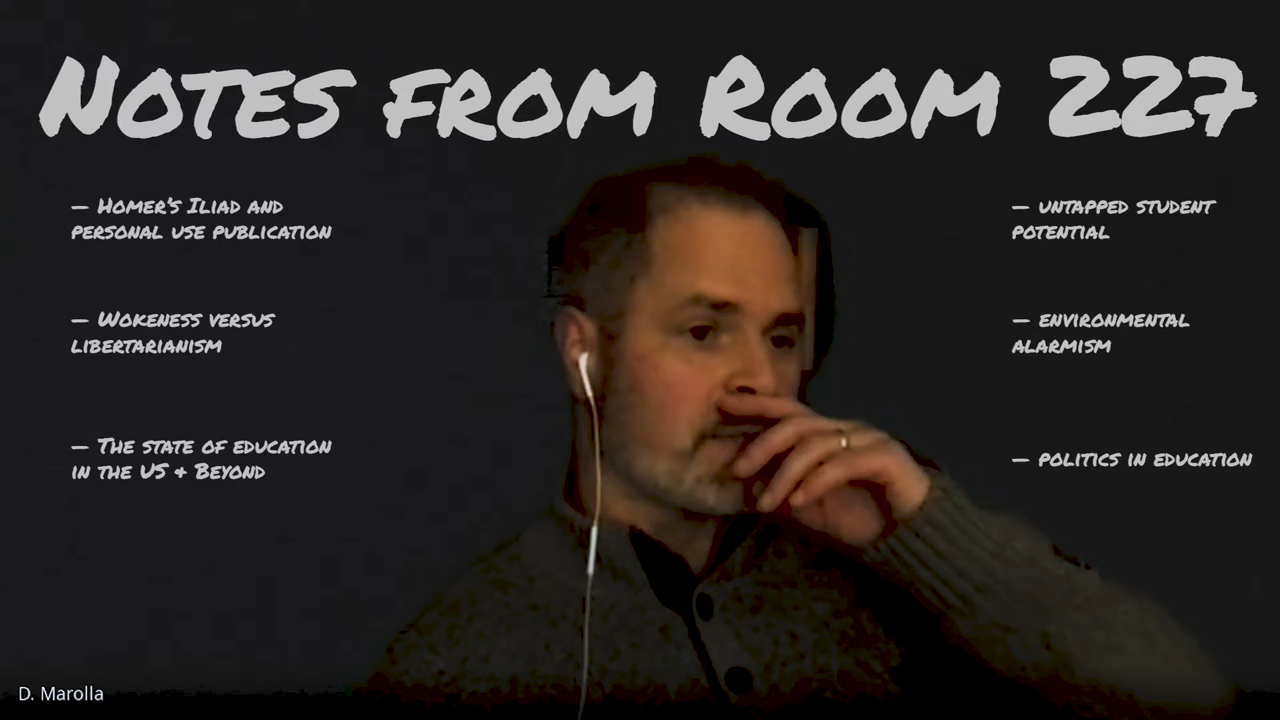 Notes from Room 227
— Homer's Iliad and
personal use publication
— Wokeness versus
libertarianism
— The state of education
in the US & Beyond
— untapped student
potential
— environmental
alarmism
— politics in education
D. Marolla